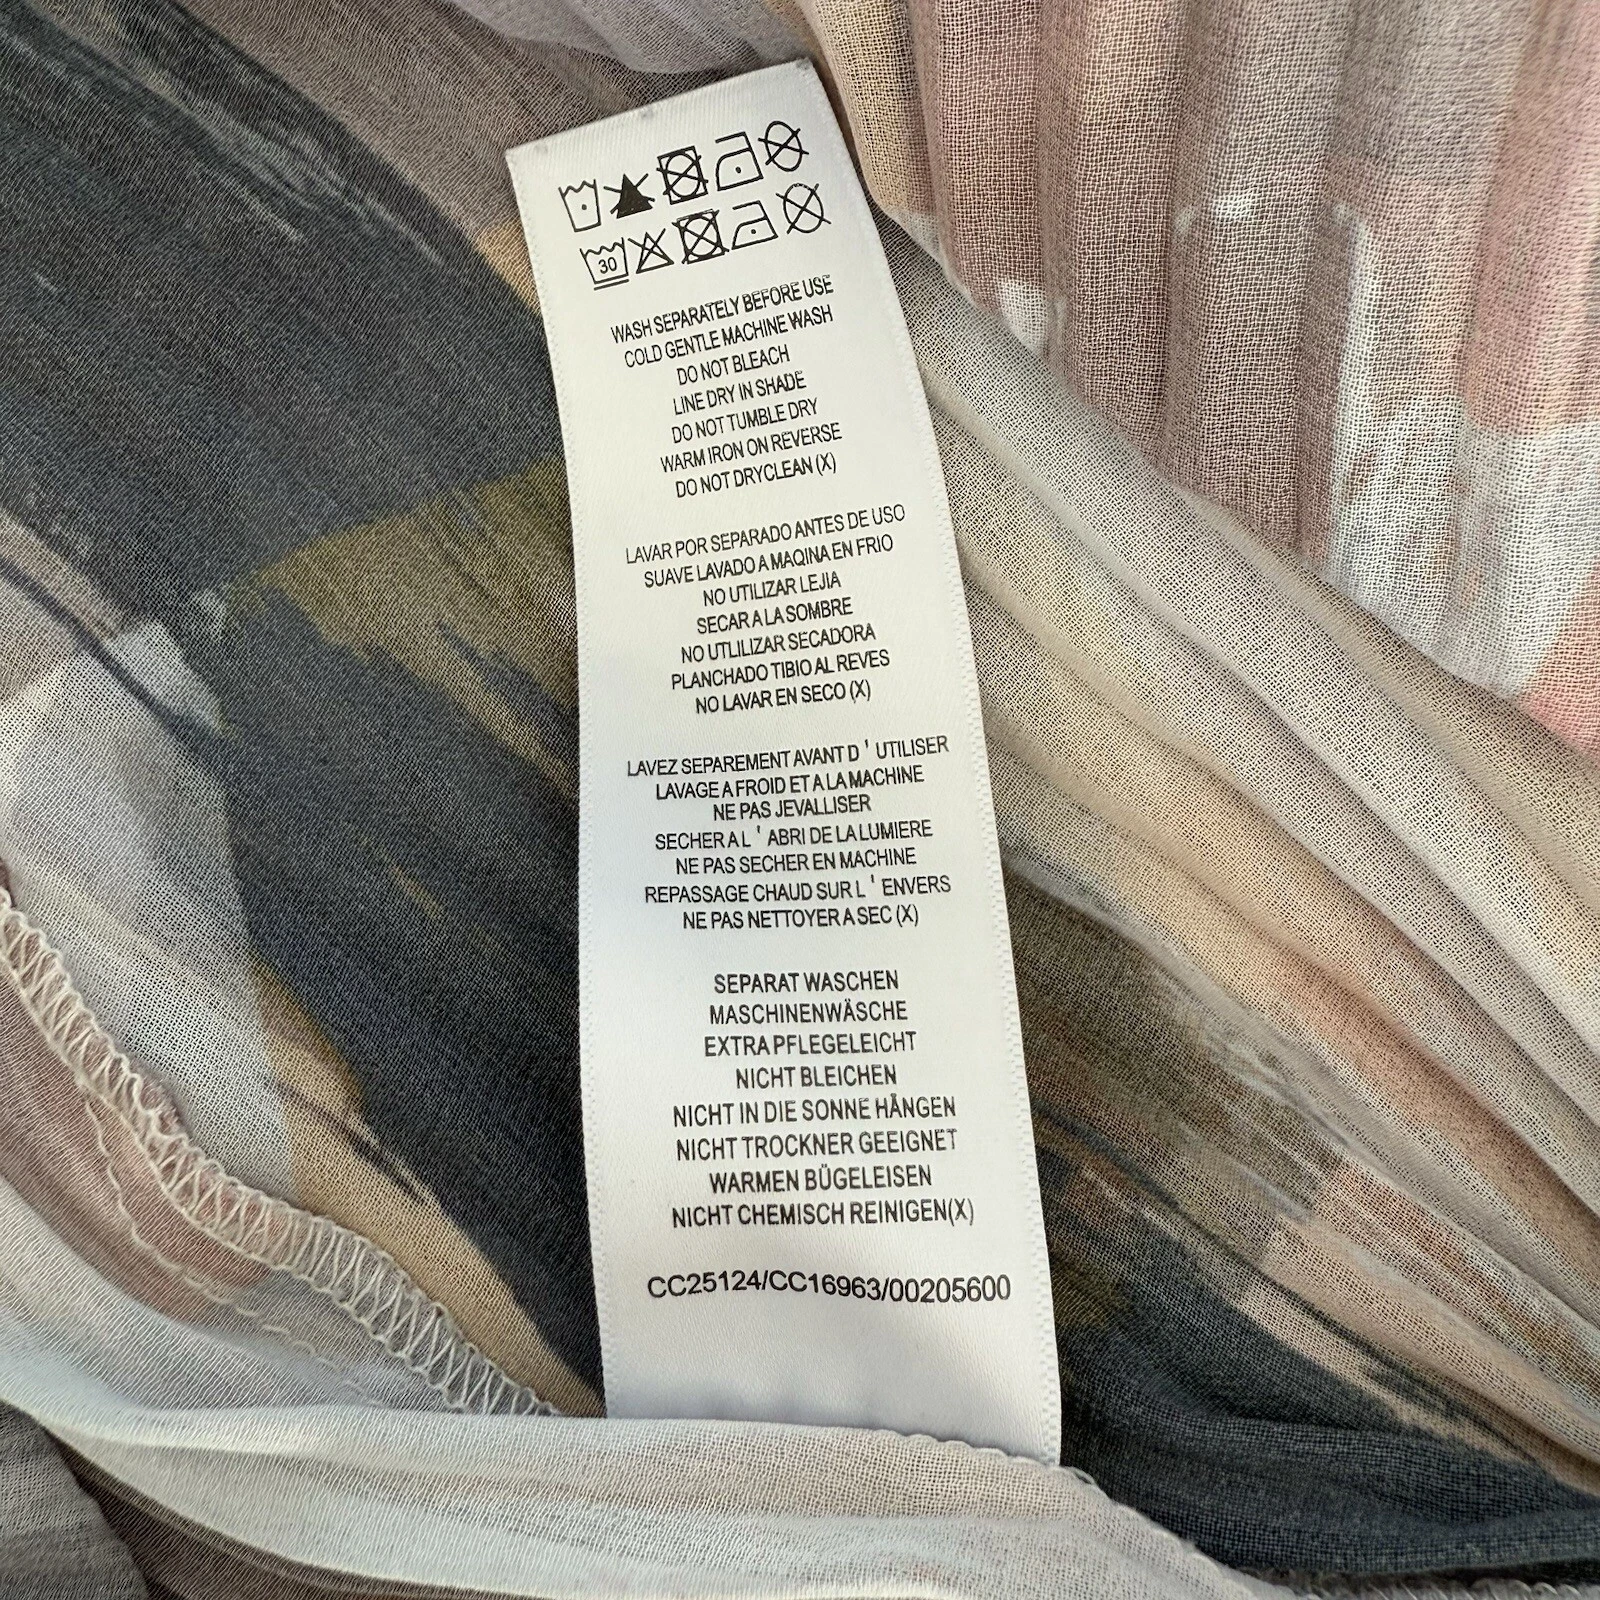 30
WASH SEPARATELY BEFORE USE
COLD GENTLE MACHINE WASH
DO NOT BLEACH
LINE DRY IN SHADE
DO NOT TUMBLE DRY
WARM IRON ON REVERSE
DO NOT DRYCLEAN (X)
LAVAR POR SEPARADO ANTES DE USO
SUAVE LAVADO A MAQINA EN FRIO
NO UTILIZAR LEJIA
SECAR A LA SOMBRE
NO UTLILIZAR SECADORA
PLANCHADO TIBIO AL REVES
NO LAVAR EN SECO (X)
LAVEZ SEPAREMENT AVANT D ' UTILISER
LAVAGE A FROID ET A LA MACHINE
NE PAS JEVALLISER
SECHER A L ' ABRI DE LA LUMIERE
NE PAS SECHER EN MACHINE
REPASSAGE CHAUD SUR L ' ENVERS
NE PAS NETTOYER A SEC (X)
SEPARAT WASCHEN
MASCHINENWÄSCHE
EXTRA PFLEGELEICHT
NICHT BLEICHEN
NICHT IN DIE SONNE HÄNGEN
NICHT TROCKNER GEEIGNET
WARMEN BÜGELEISEN
NICHT CHEMISCH REINIGEN(X)
CC25124/CC16963/00205600